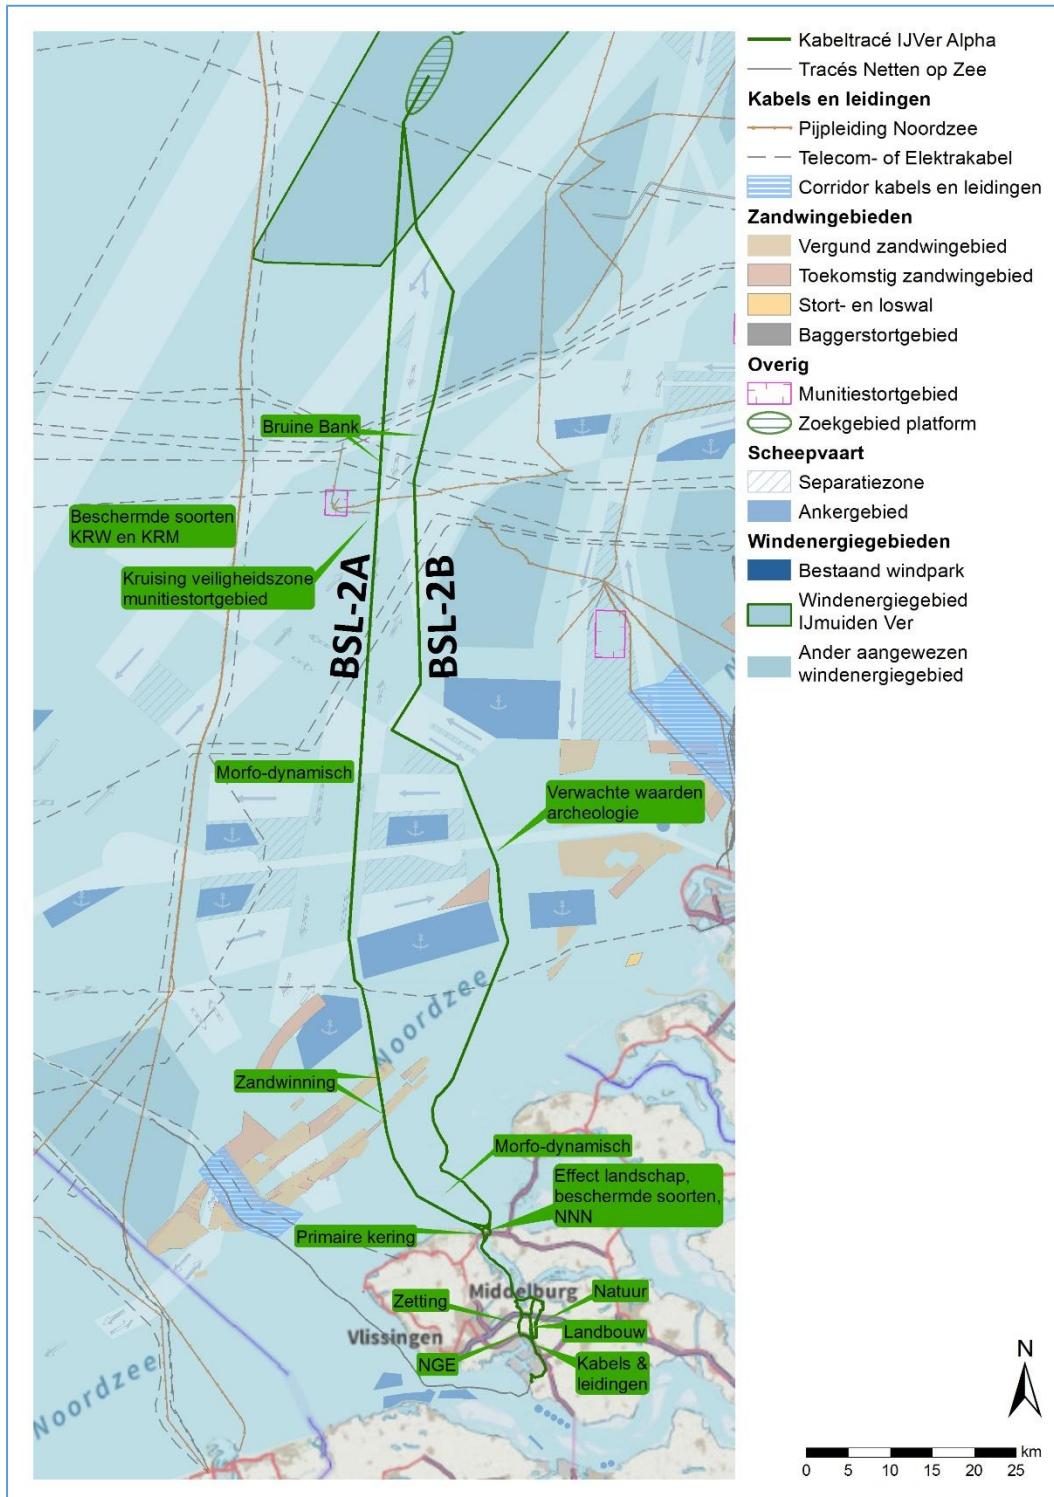 Bruine Bank
Beschermde soorten
KRW en KRM
Kruising veiligheidszone
munitiestortgebied
BSL-2A
BSL-2B
Morfo-dynamisch
Verwachte waarden
archeologie
Noordzee
Zandwinning
Morfo-dynamisch
Effect landschap,
beschermde soorten,
NNN
Primaire kering
Middelburg
Zetting
Natuur
Vlissingen
Landbouw
NGE
Kabels &
leidingen
Noordzee
Kabeltracé IJVer Alpha
Tracés Netten op Zee
Kabels en leidingen
Pijpleiding Noordzee
Telecom- of Elektrakabel
Corridor kabels en leidingen
Zandwingebieden
Vergund zandwingebied
Toekomstig zandwingebied
Stort- en loswal
Baggerstortgebied
Overig
Munitiestortgebied
Zoekgebied platform
Scheepvaart
Separatiezone
Ankergebied
Windenergiegebieden
Bestaand windpark
Windenergiegebied
IJmuiden Ver
Ander aangewezen
windenergiegebied
N
km
0 5 10 15 20 25